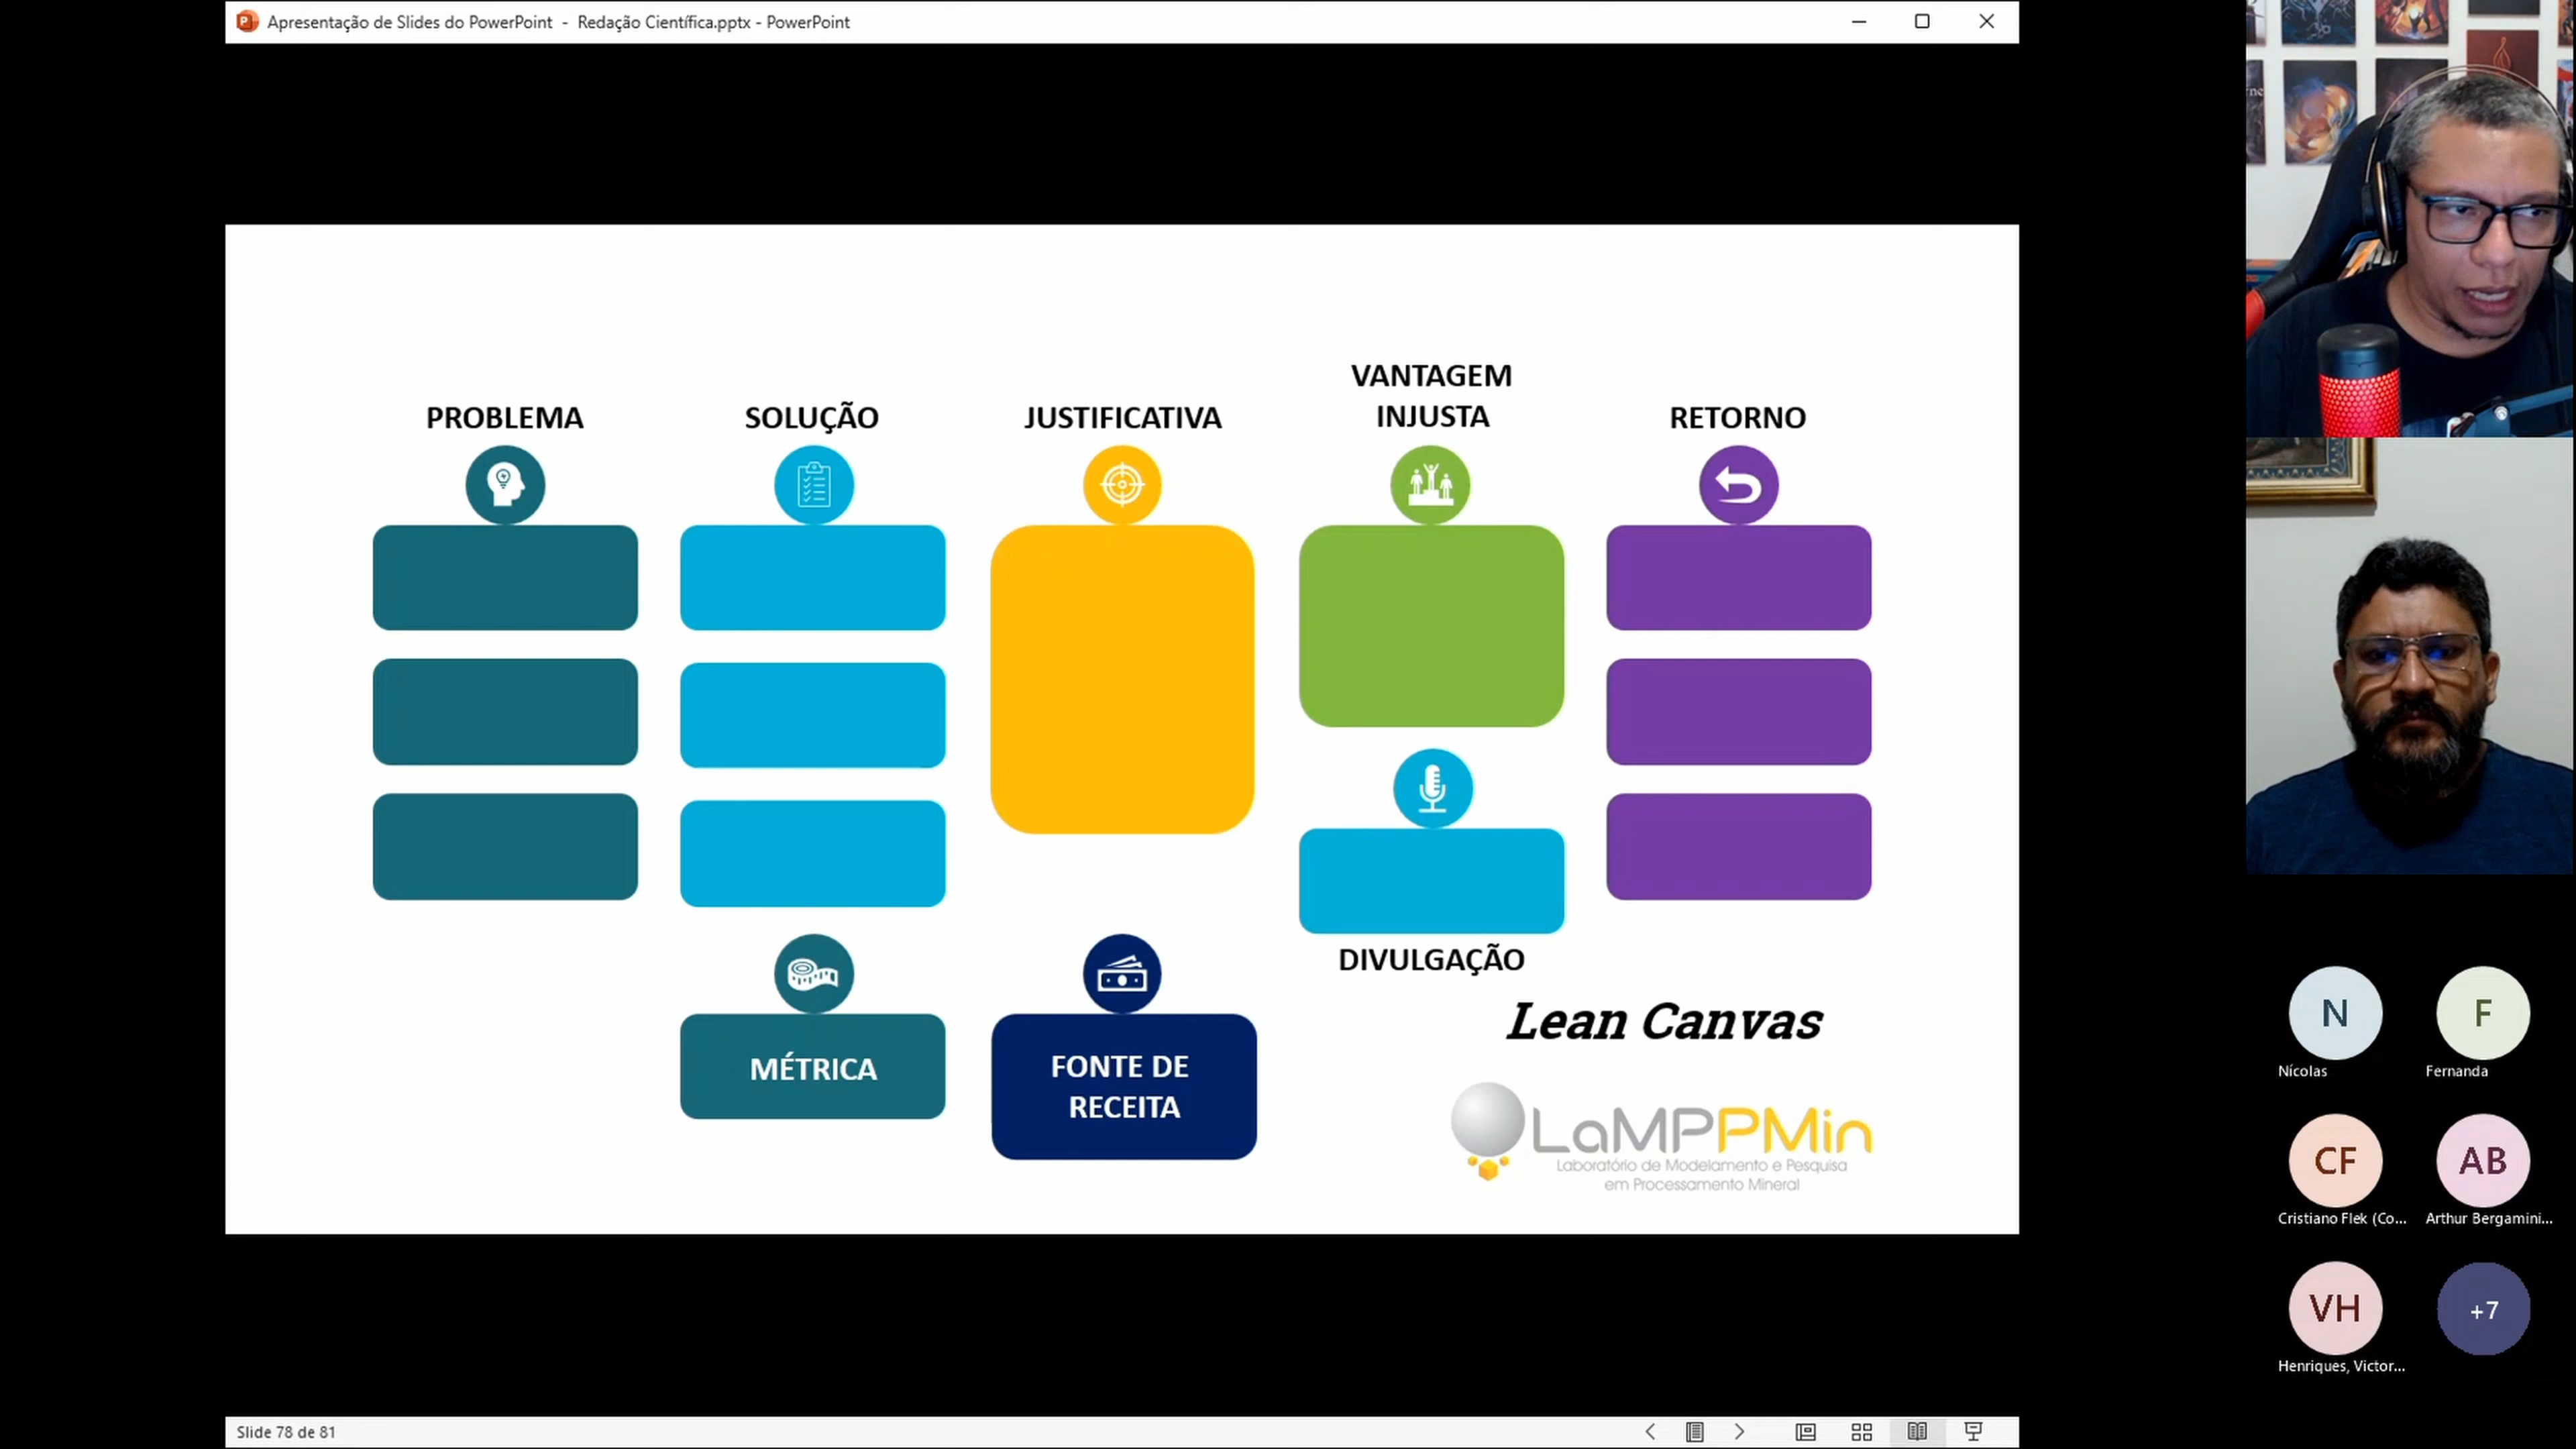 Apresentação de Slides do PowerPoint - Redação Científica.pptx - PowerPoint
PROBLEMA
SOLUÇÃO
JUSTIFICATIVA
VANTAGEM
INJUSTA
RETORNO
DIVULGAÇÃO
MÉTRICA
FONTE DE
RECEITA
Lean Canvas
LaMPPMin
Laboratório de Modelamento e Pesquisa
em Processamento Mineral
N
Nícolas
F
Fernanda
CF
Cristiano Flek (Co...
AB
Arthur Bergamini...
VH
Henriques, Victor...
+7
Slide 78 de 81